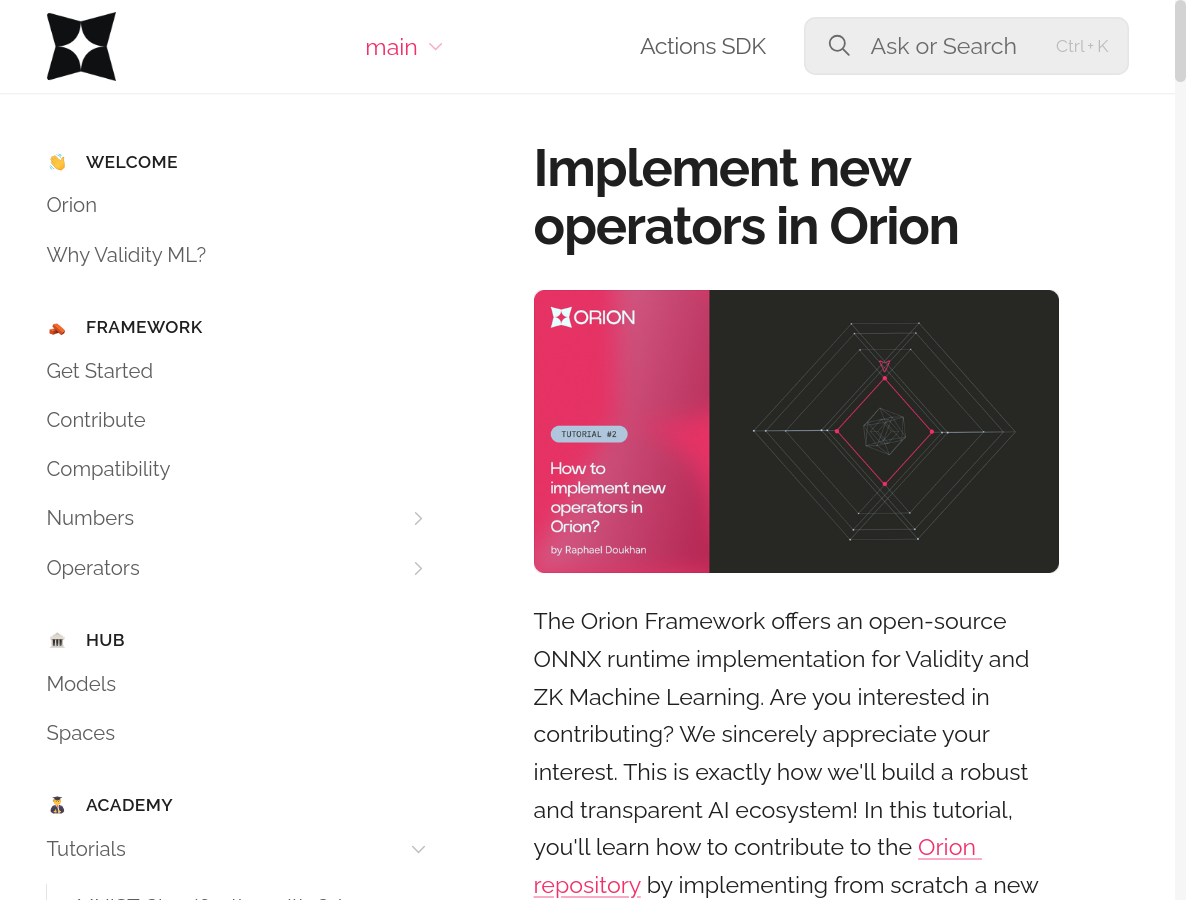 main
Actions SDK
Ask or Search
Ctrl + K
WELCOME
Orion
Why Validity ML?
FRAMEWORK
Get Started
Contribute
Compatibility
Numbers
Operators
HUB
Models
Spaces
ACADEMY
Tutorials
Implement new
operators in Orion
ORION
TUTORIAL #2
How to
implement new
operators in
Orion?
by Raphael Doukhan
The Orion Framework offers an open-source
ONNX runtime implementation for Validity and
ZK Machine Learning. Are you interested in
contributing? We sincerely appreciate your
interest. This is exactly how we'll build a robust
and transparent AI ecosystem! In this tutorial,
you'll learn how to contribute to the Orion
repository by implementing from scratch a new